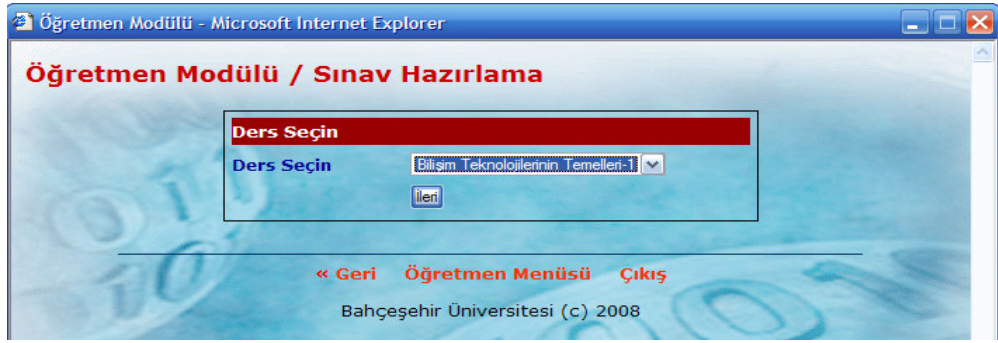 Öğretmen Modülü - Microsoft Internet Explorer
Öğretmen Modülü / Sınav Hazırlama
Ders Seçin
Ders Seçin Bilişim Teknolojilerinin Temelleri-1
İleri
« Geri Öğretmen Menüsü Çıkış
Bahçeşehir Üniversitesi (c) 2008